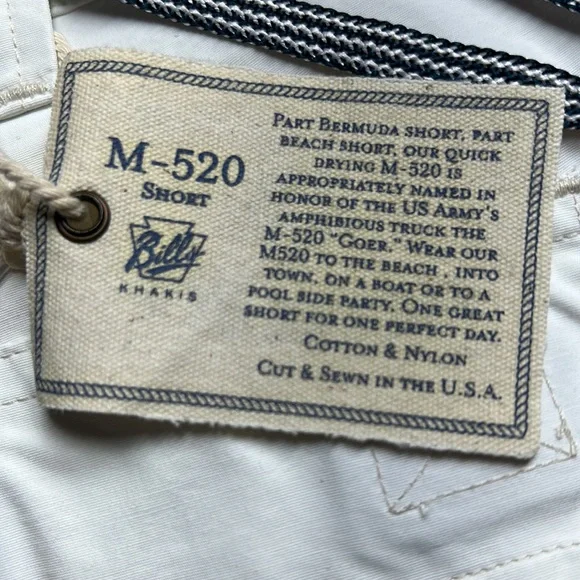 M-520
SHORT
Bills
KHAKIS
PART BERMUDA SHORT, PART
BEACH SHORT, OUR QUICK
DRYING M-520 IS
APPROPRIATELY NAMED IN
HONOR OF THE US ARMY'S
AMPHIBIOUS TRUCK THE
M-520 "GOER." WEAR OUR
M520 TO THE BEACH , INTO
TOWN, ON A BOAT OR TO A
POOL SIDE PARTY. ONE GREAT
SHORT FOR ONE PERFECT DAY.
COTTON & NYLON
CUT & SEWN IN THE U.S.A.